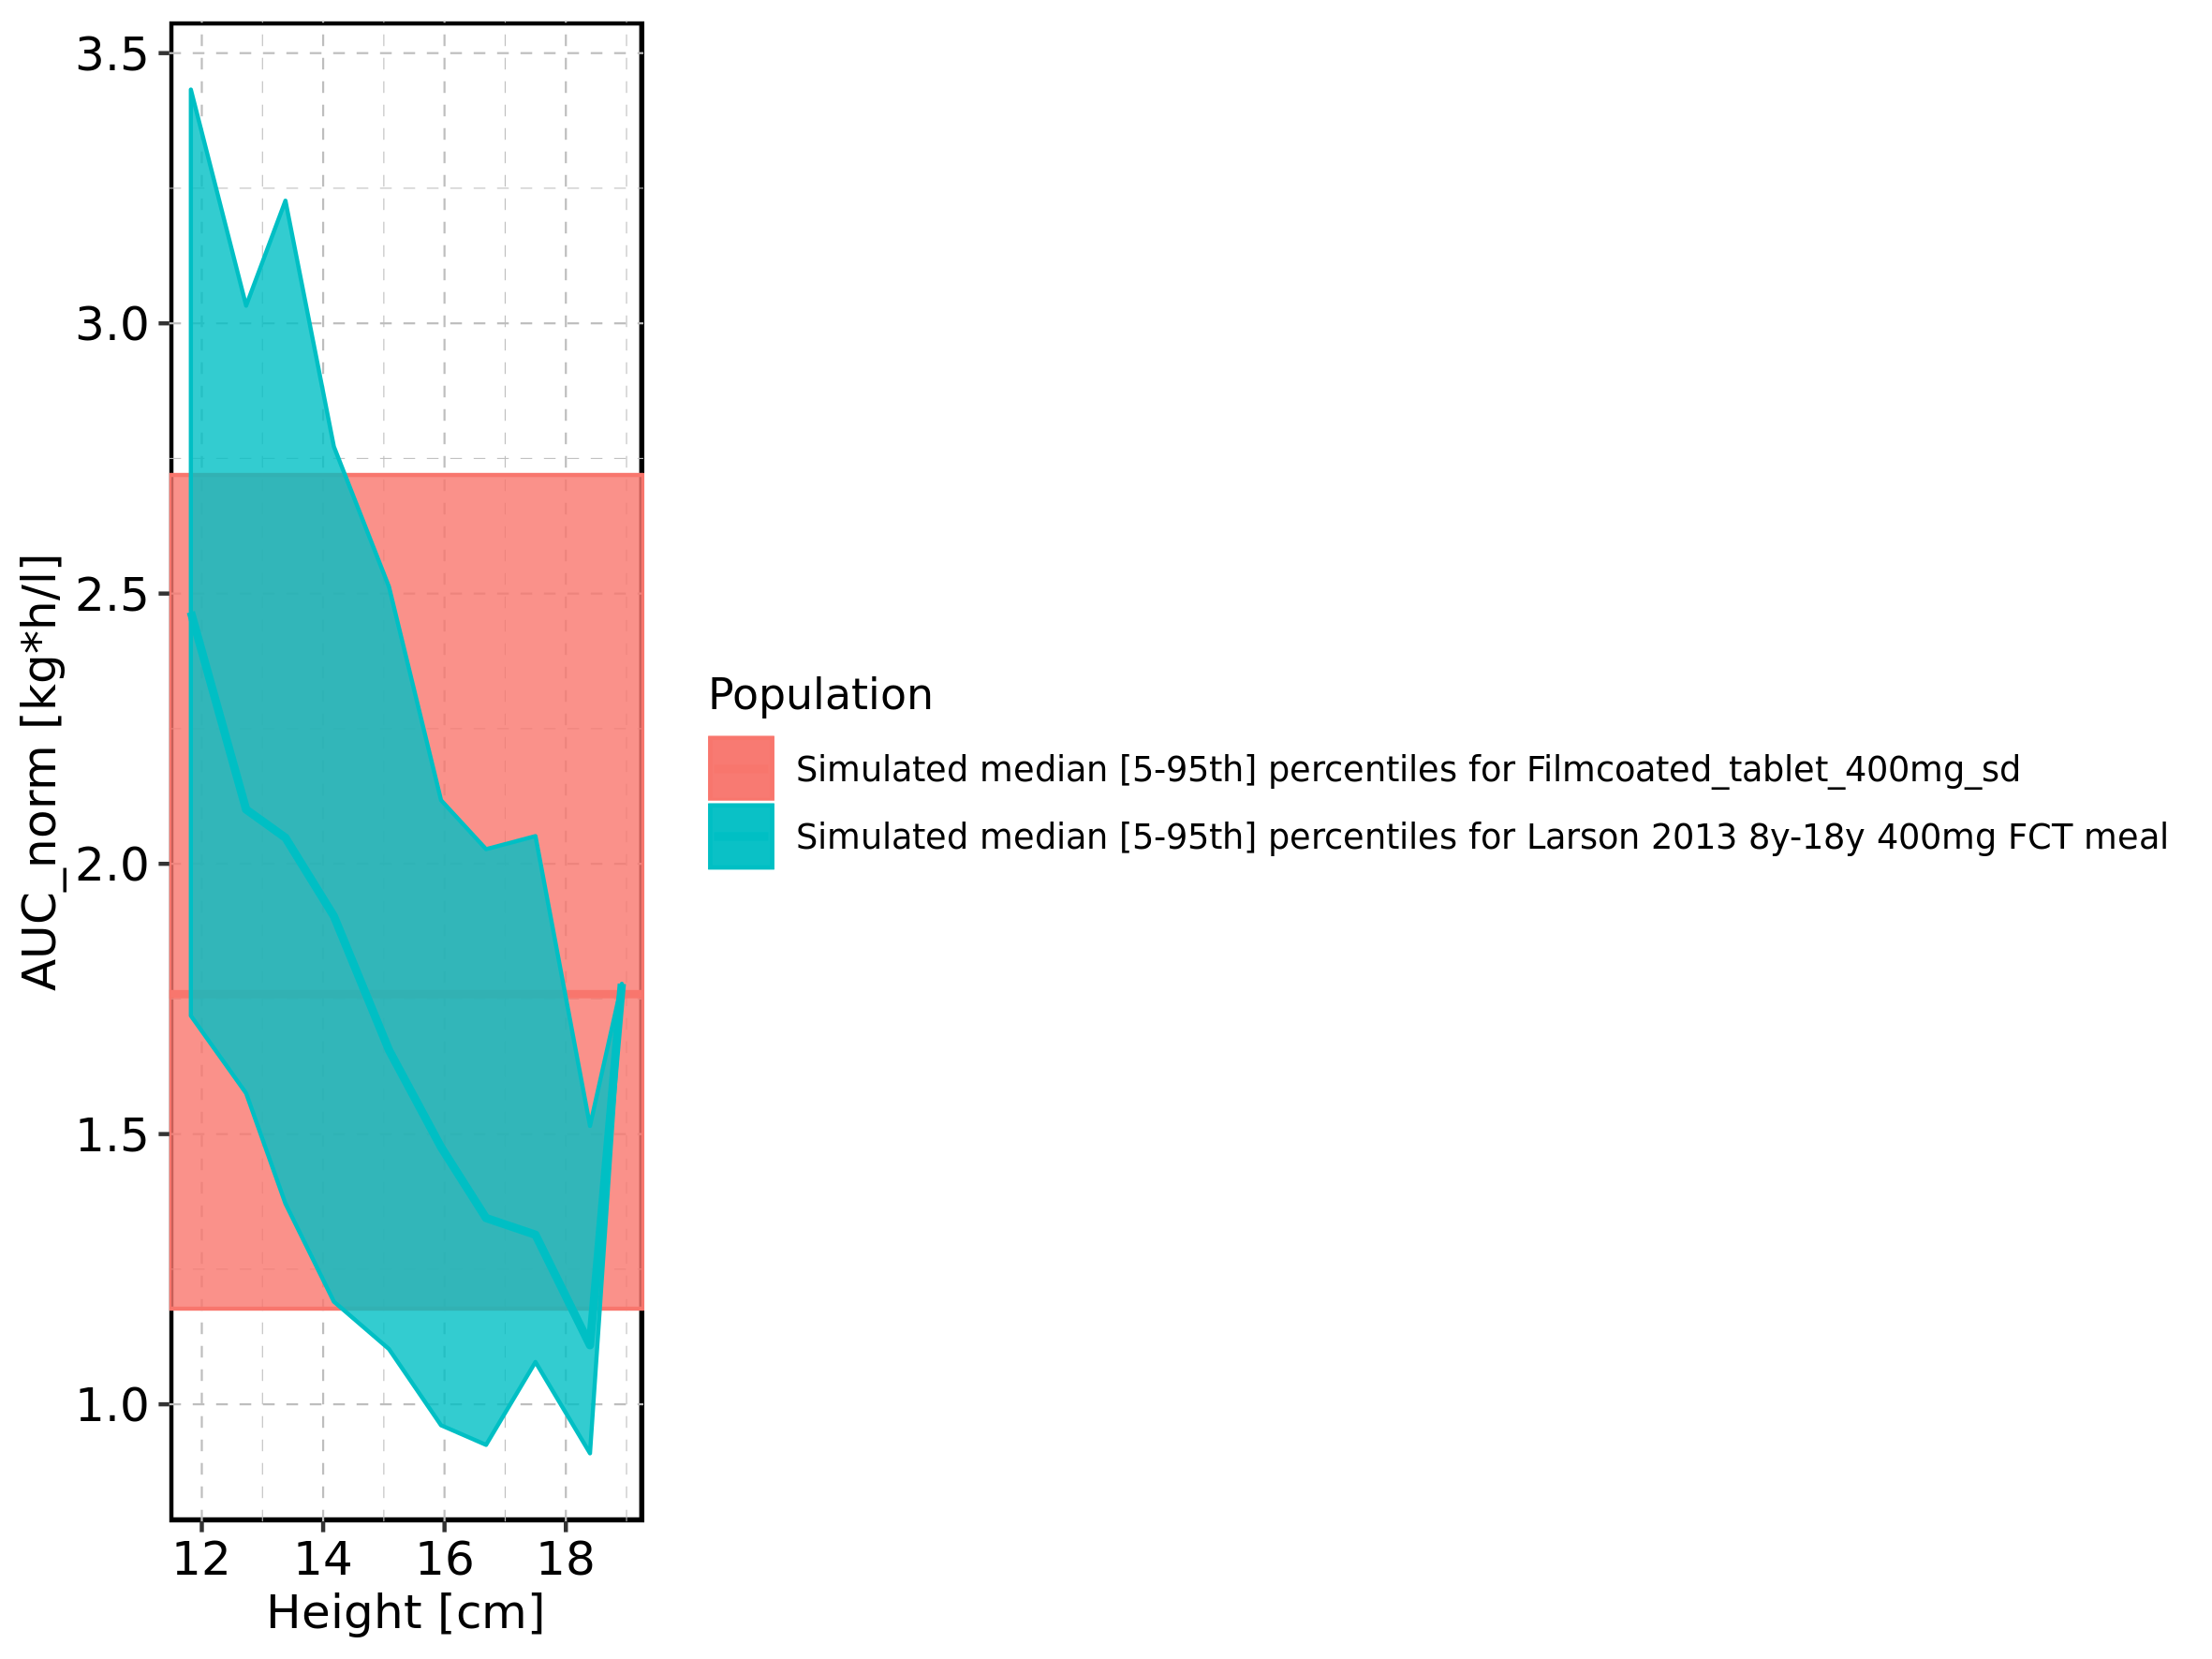 3.5
3.0
2.5
2.0
1.5
1.0
AUC_norm [kg*h/l]
12 14 16 18
Height [cm]
Population
Simulated median [5-95th] percentiles for Filmcoated_tablet_400mg_sd
Simulated median [5-95th] percentiles for Larson 2013 8y-18y 400mg FCT meal